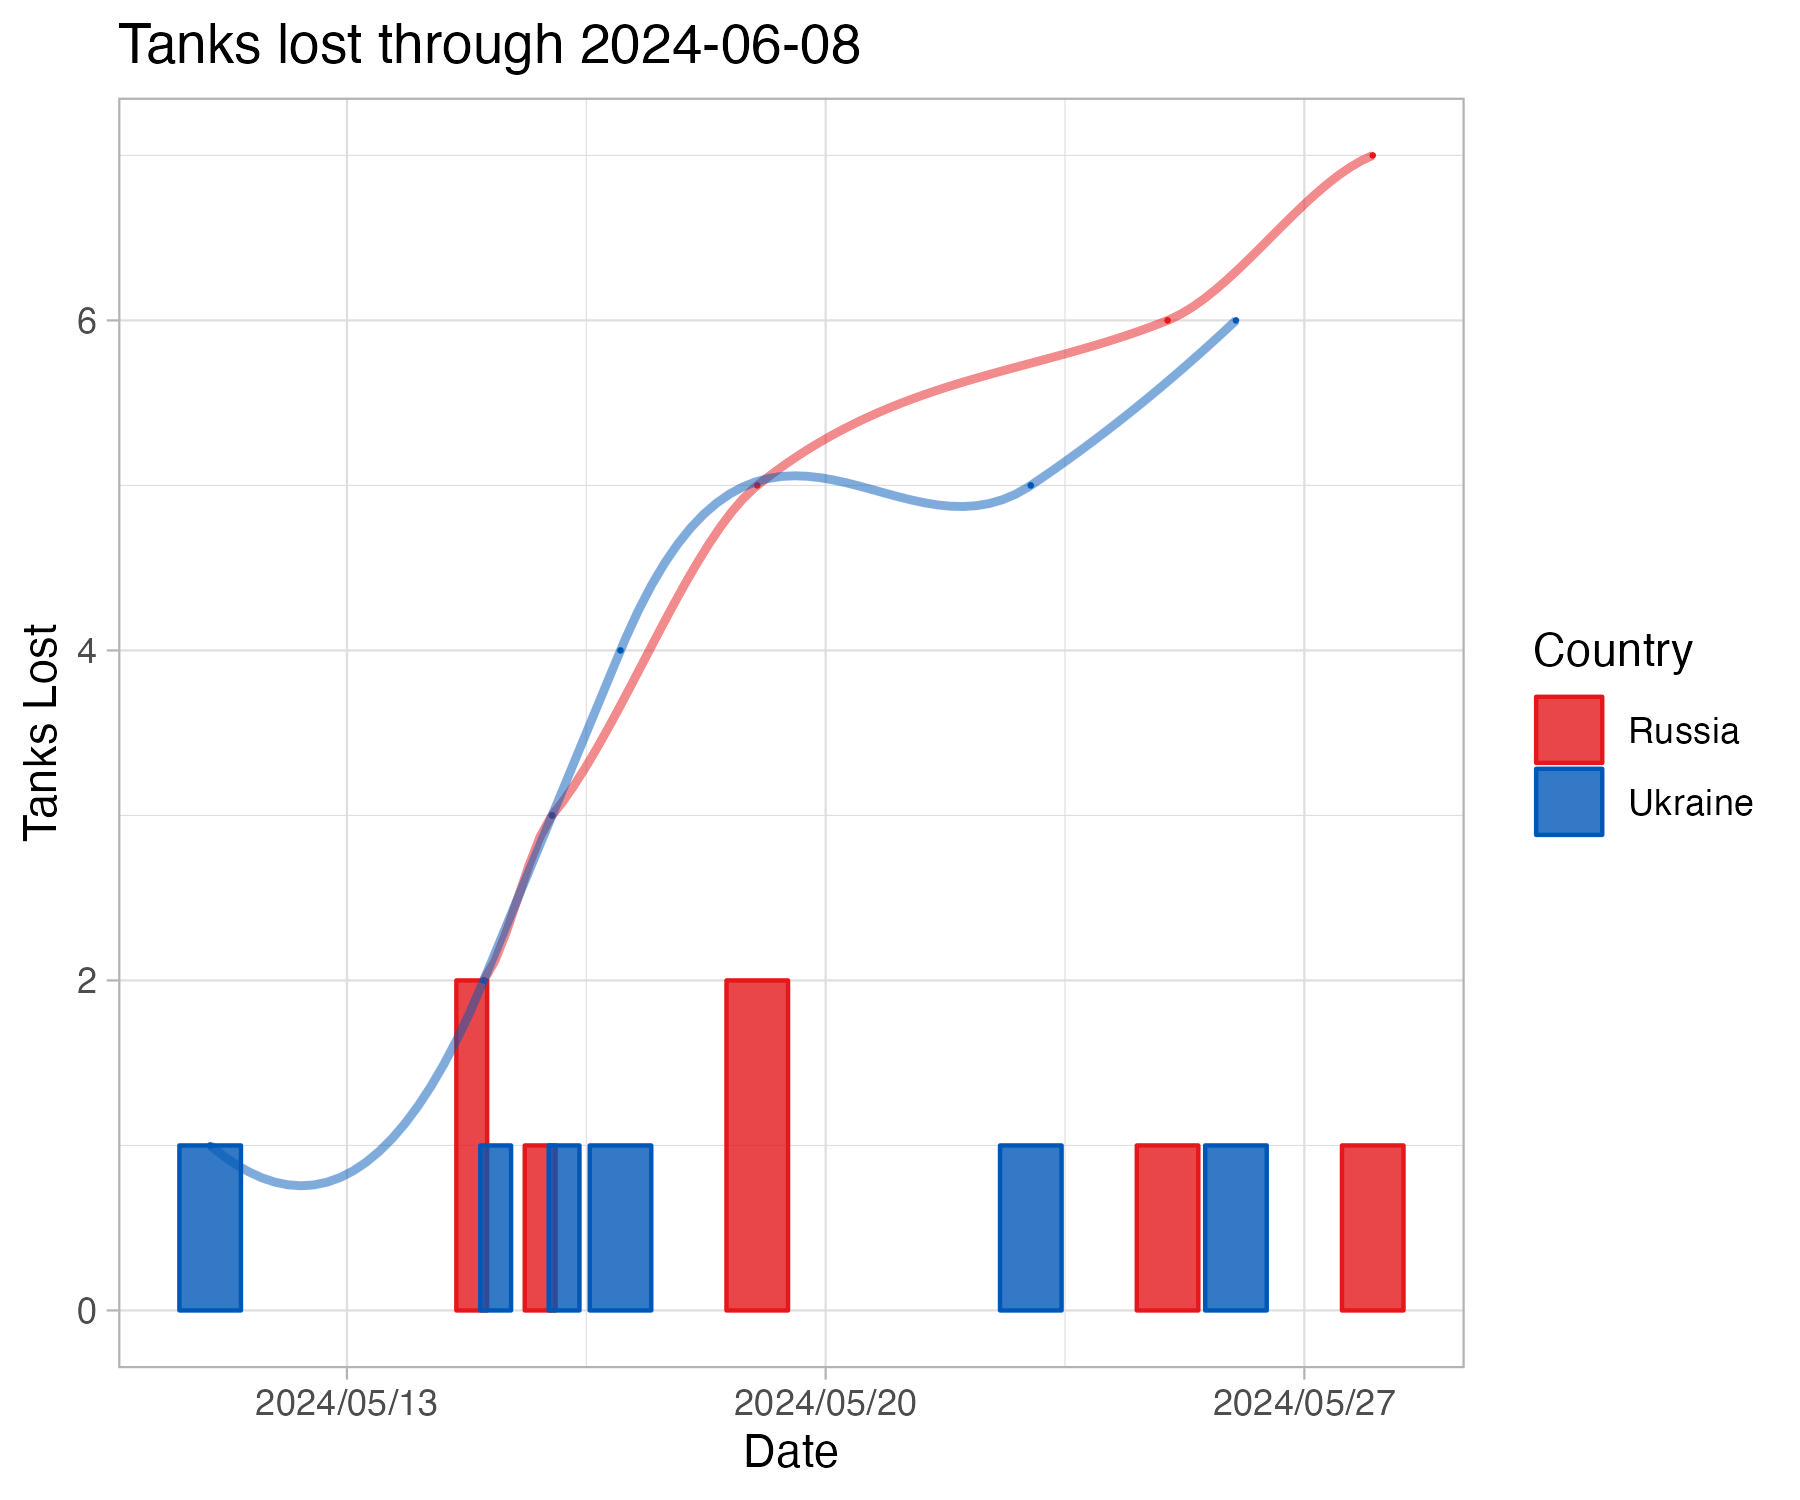 Tanks lost through 2024-06-08
Tanks Lost
6
4
2
0
2024/05/13
2024/05/20
2024/05/27
Date
Country
Russia
Ukraine